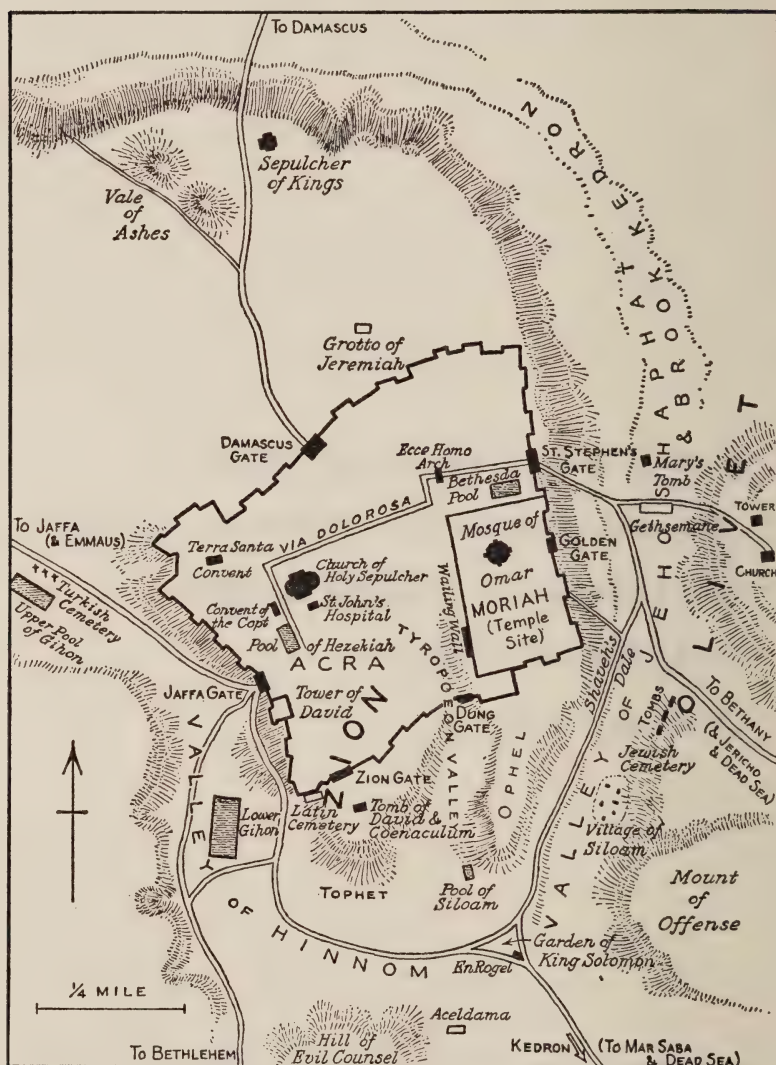 TO DAMASCUS
Sepulcher
of Kings
Vale
of
Ashes
VALLEY OF JEHOSHAPHAT
& BROOK KEDRON
Grotto of
Jeremiah
DAMASCUS
GATE
Ecce Homo
Arch
ST. STEPHEN'S
GATE
Bethesda
Pool
Mary's
Tomb
Gethsemane
TOWER
CHURCH
OLIVET
TO JAFFA
(& EMMAUS)
Turkish
Cemetery
Upper Pool
of Gihon
Terra Santa
Convent
VIA DOLOROSA
Church of
Holy Sepulcher
St. John's
Hospital
Convent of
the Copt
Pool
of Hezekiah
ACRA
Mosque of
Omar
MORIAH
(Temple
Site)
GOLDEN
GATE
Wailing Wall
TYROPOEON VALLEY
JAFFA GATE
Tower of
David
ZION
DUNG
GATE
ZION GATE
Shaveh's
Dale
TOMBS
Jewish
Cemetery
TO BETHANY
(& JERICHO
& DEAD SEA)
OPHEL
Latin
Cemetery
Tomb of
David &
Coenaculum
Lower
Gihon
VALLEY
OF HINNOM
TOPHET
Pool of
Siloam
Village of
Siloam
Mount
of
Offense
Garden of
King Solomon
En Rogel
1/4 MILE
Aceldama
TO BETHLEHEM
Hill of
Evil Counsel
KEDRON
(TO MAR SABA
& DEAD SEA)